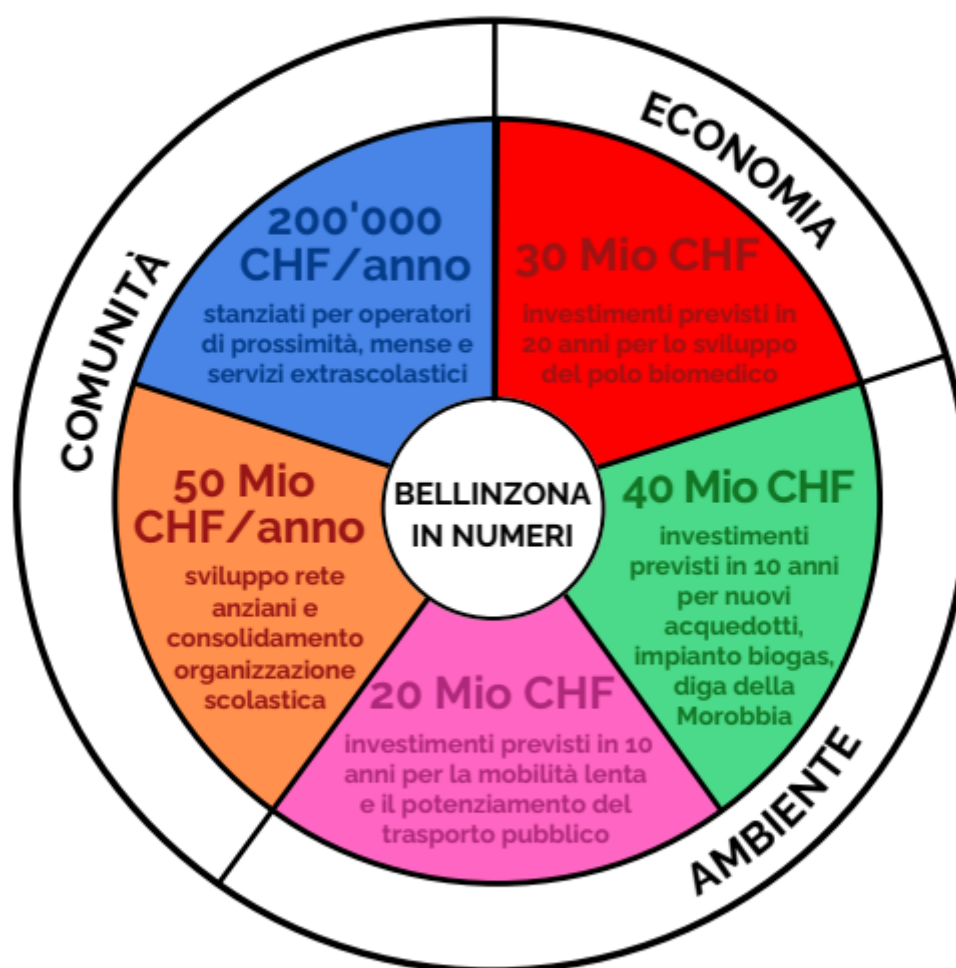 ECONOMIA
30 Mio CHF
investimenti previsti in
20 anni per lo sviluppo
del polo biomedico
AMBIENTE
40 Mio CHF
investimenti
previsti in 10 anni
per nuovi
acquedotti,
impianto biogas,
diga della
Morobbia
20 Mio CHF
investimenti previsti in 10
anni per la mobilità lenta
e il potenziamento del
trasporto pubblico
COMUNITÀ
50 Mio
CHF/anno
sviluppo rete
anziani e
consolidamento
organizzazione
scolastica
200'000
CHF/anno
stanziati per operatori
di prossimità, mense e
servizi extrascolastici
BELLINZONA
IN NUMERI